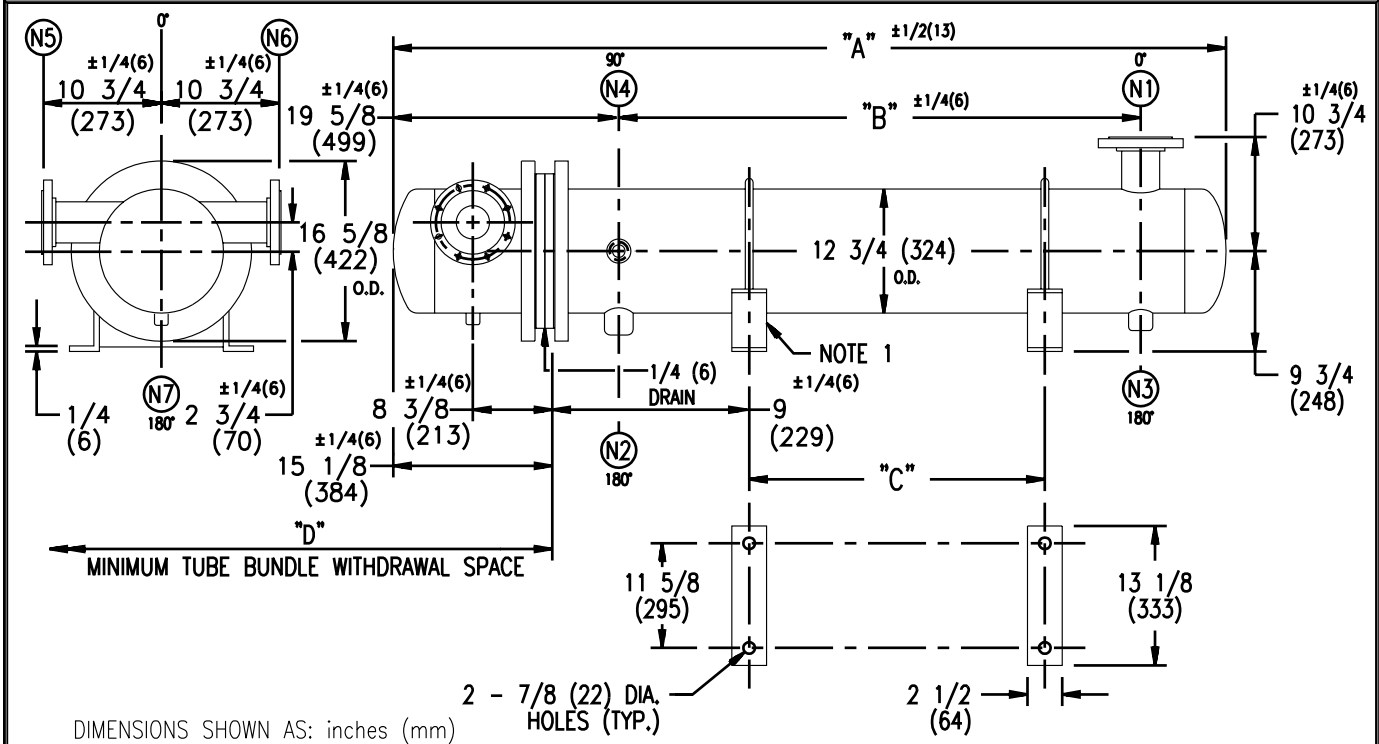 0°
N5
N6
±1/4(6)
±1/4(6)
10 3/4
(273)
10 3/4
(273)
±1/4(6)
19 5/8
(499)
"A" ±1/2(13)
90°
N4
0°
N1
"B" ±1/4(6)
±1/4(6)
10 3/4
(273)
16 5/8
(422)
O.D.
12 3/4 (324)
O.D.
NOTE 1
1/4 (6)
DRAIN
1/4
(6)
N7
180°
±1/4(6)
2 3/4
(70)
±1/4(6)
8 3/8
(213)
±1/4(6)
9
(229)
N3
180°
9 3/4
(248)
±1/4(6)
15 1/8
(384)
N2
180°
"C"
"D"
MINIMUM TUBE BUNDLE WITHDRAWAL SPACE
11 5/8
(295)
13 1/8
(333)
2 - 7/8 (22) DIA.
HOLES (TYP.)
2 1/2
(64)
DIMENSIONS SHOWN AS: inches (mm)